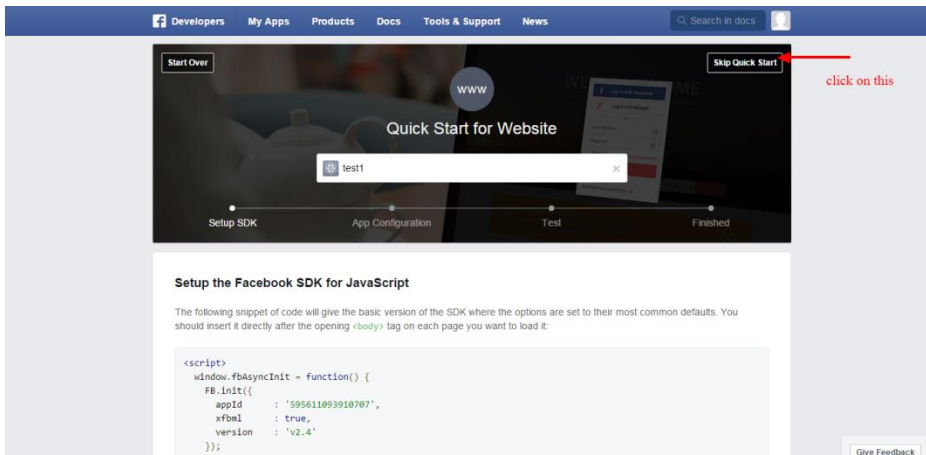 Developers My Apps Products Docs Tools & Support News Search in docs
Start Over Skip Quick Start
click on this
www
Quick Start for Website
test1
Setup SDK App Configuration Test Finished
Setup the Facebook SDK for JavaScript
The following snippet of code will give the basic version of the SDK where the options are set to their most common defaults. You
should insert it directly after the opening <body> tag on each page you want to load it:
<script>
window.fbAsyncInit = function() {
FB.init({
appId : '595611093910707',
xfbml : true,
version : 'v2.4'
});
Give Feedback